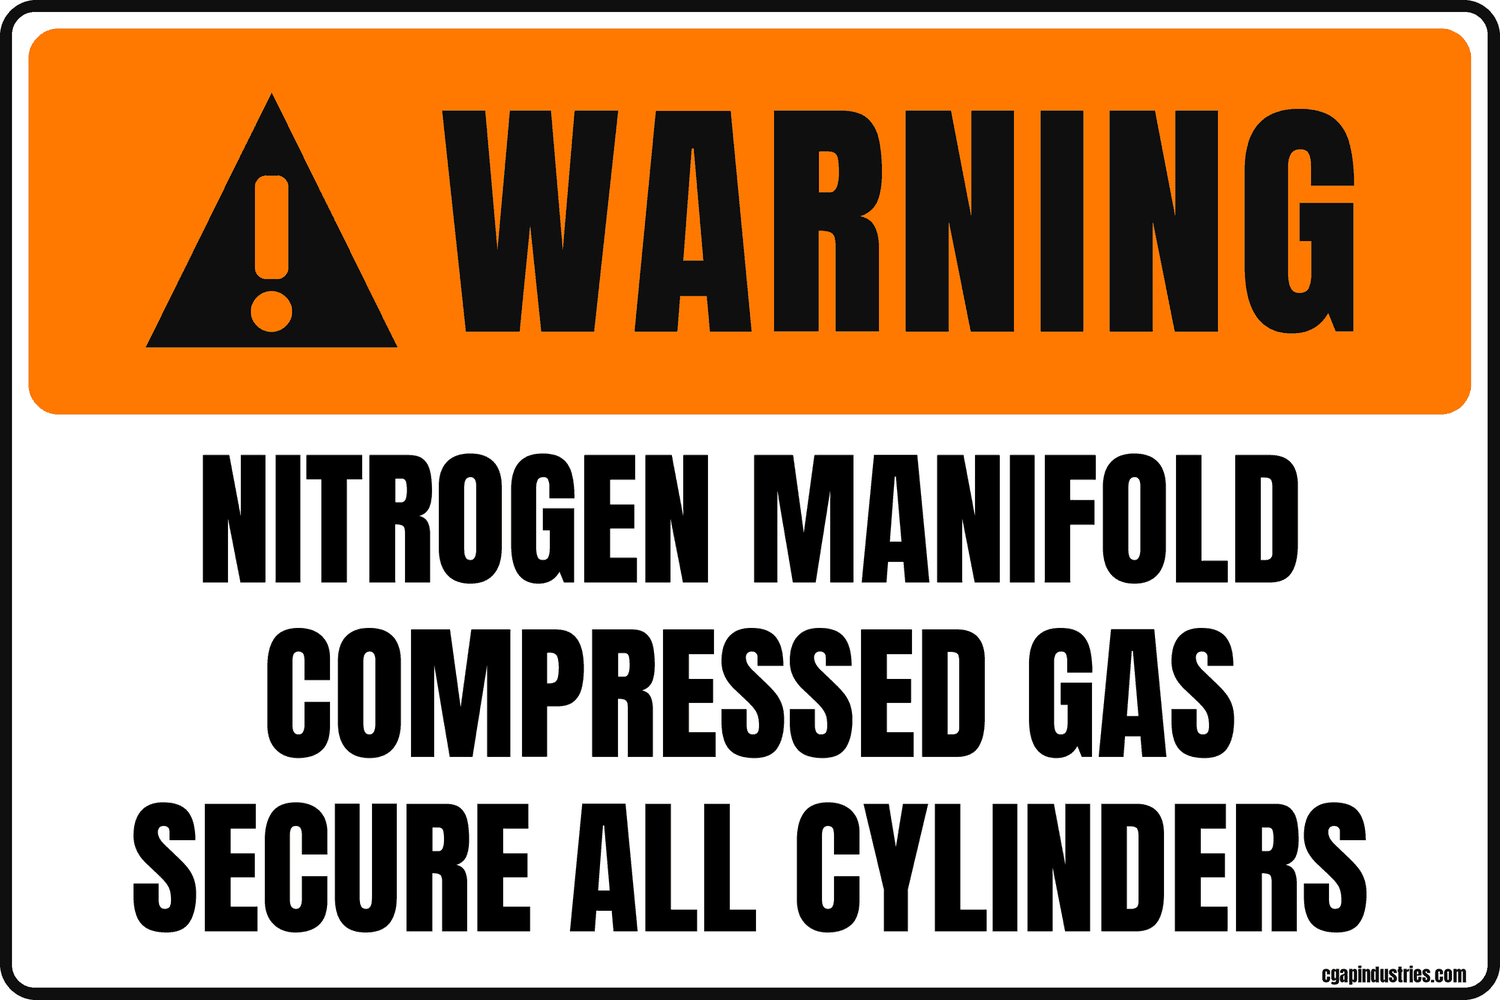 WARNING
NITROGEN MANIFOLD
COMPRESSED GAS
SECURE ALL CYLINDERS
cgapindustries.com